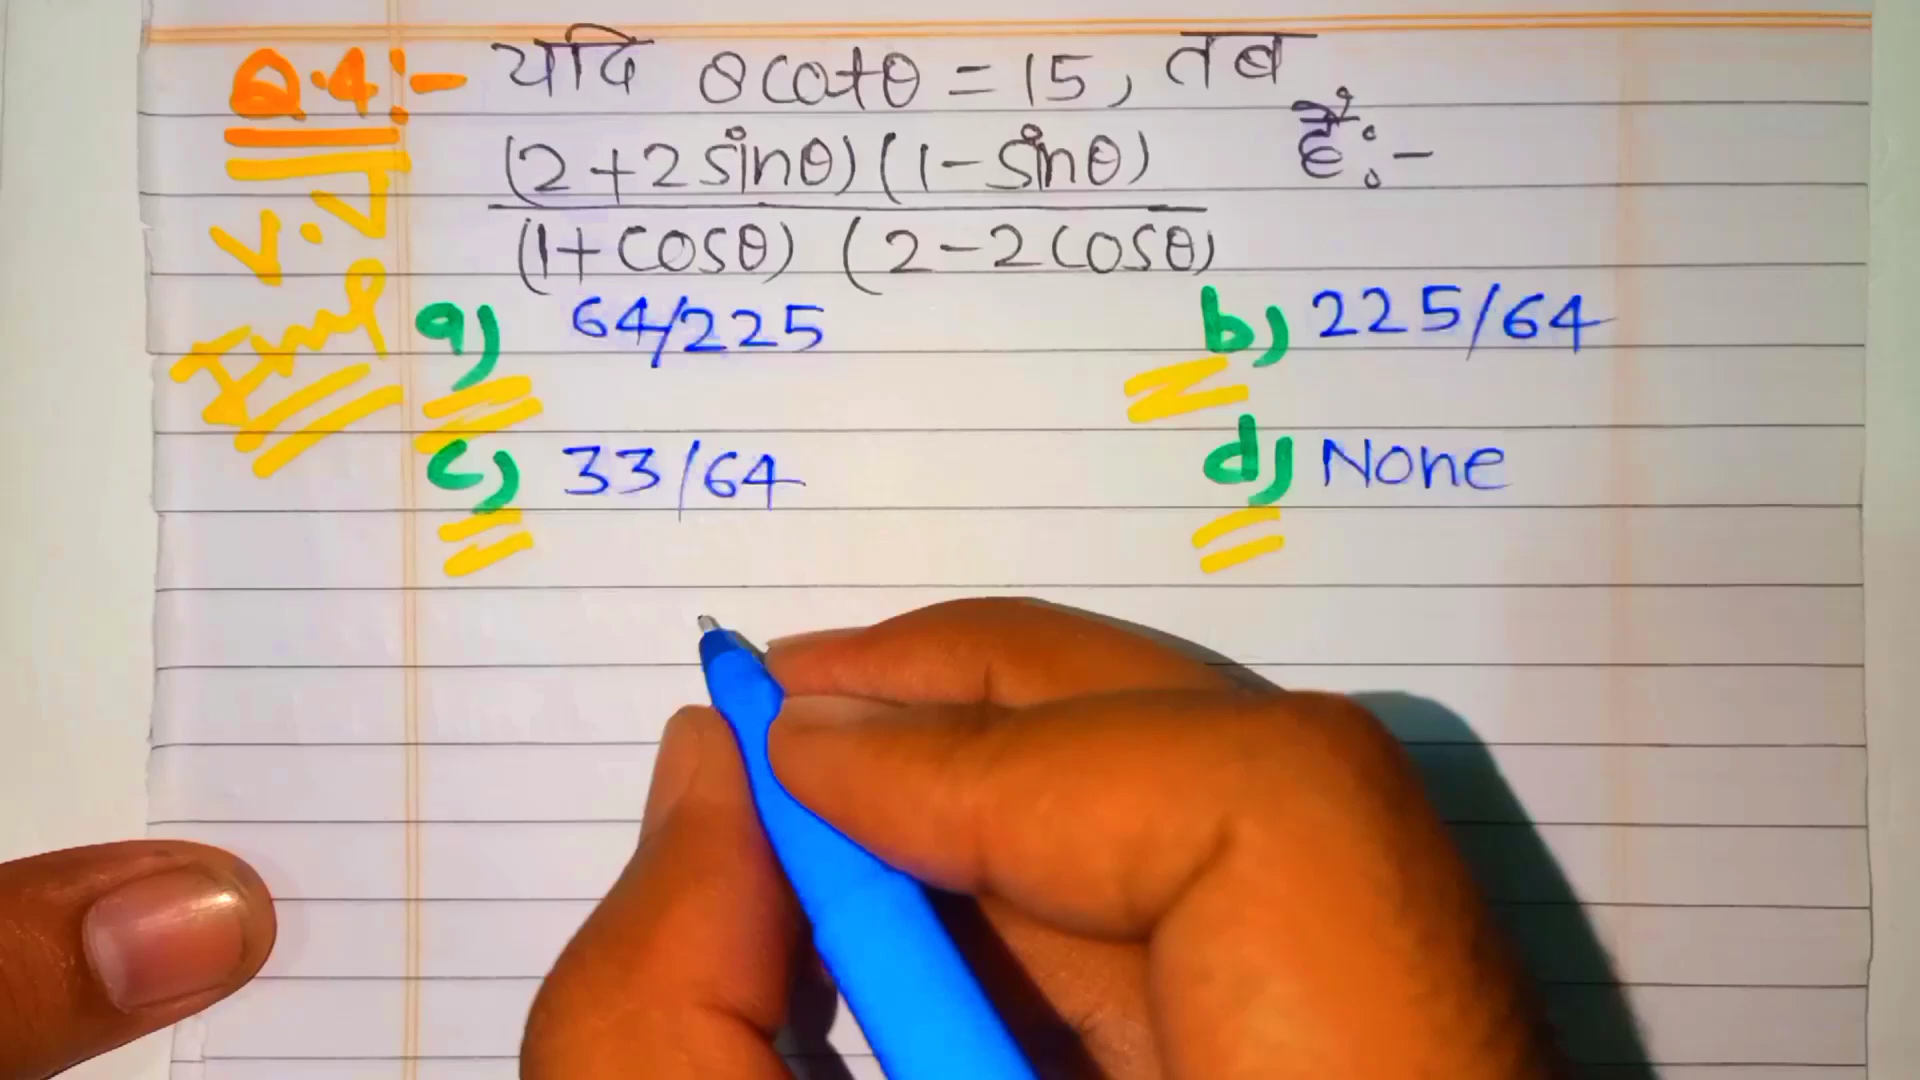 Q.4:- यदि 8cotθ = 15, तब
(2+2sinθ)(1-sinθ) है:-
(1+cosθ) (2-2cosθ)
V.V
Imp
a) 64/225 b) 225/64
c) 33/64 d) None